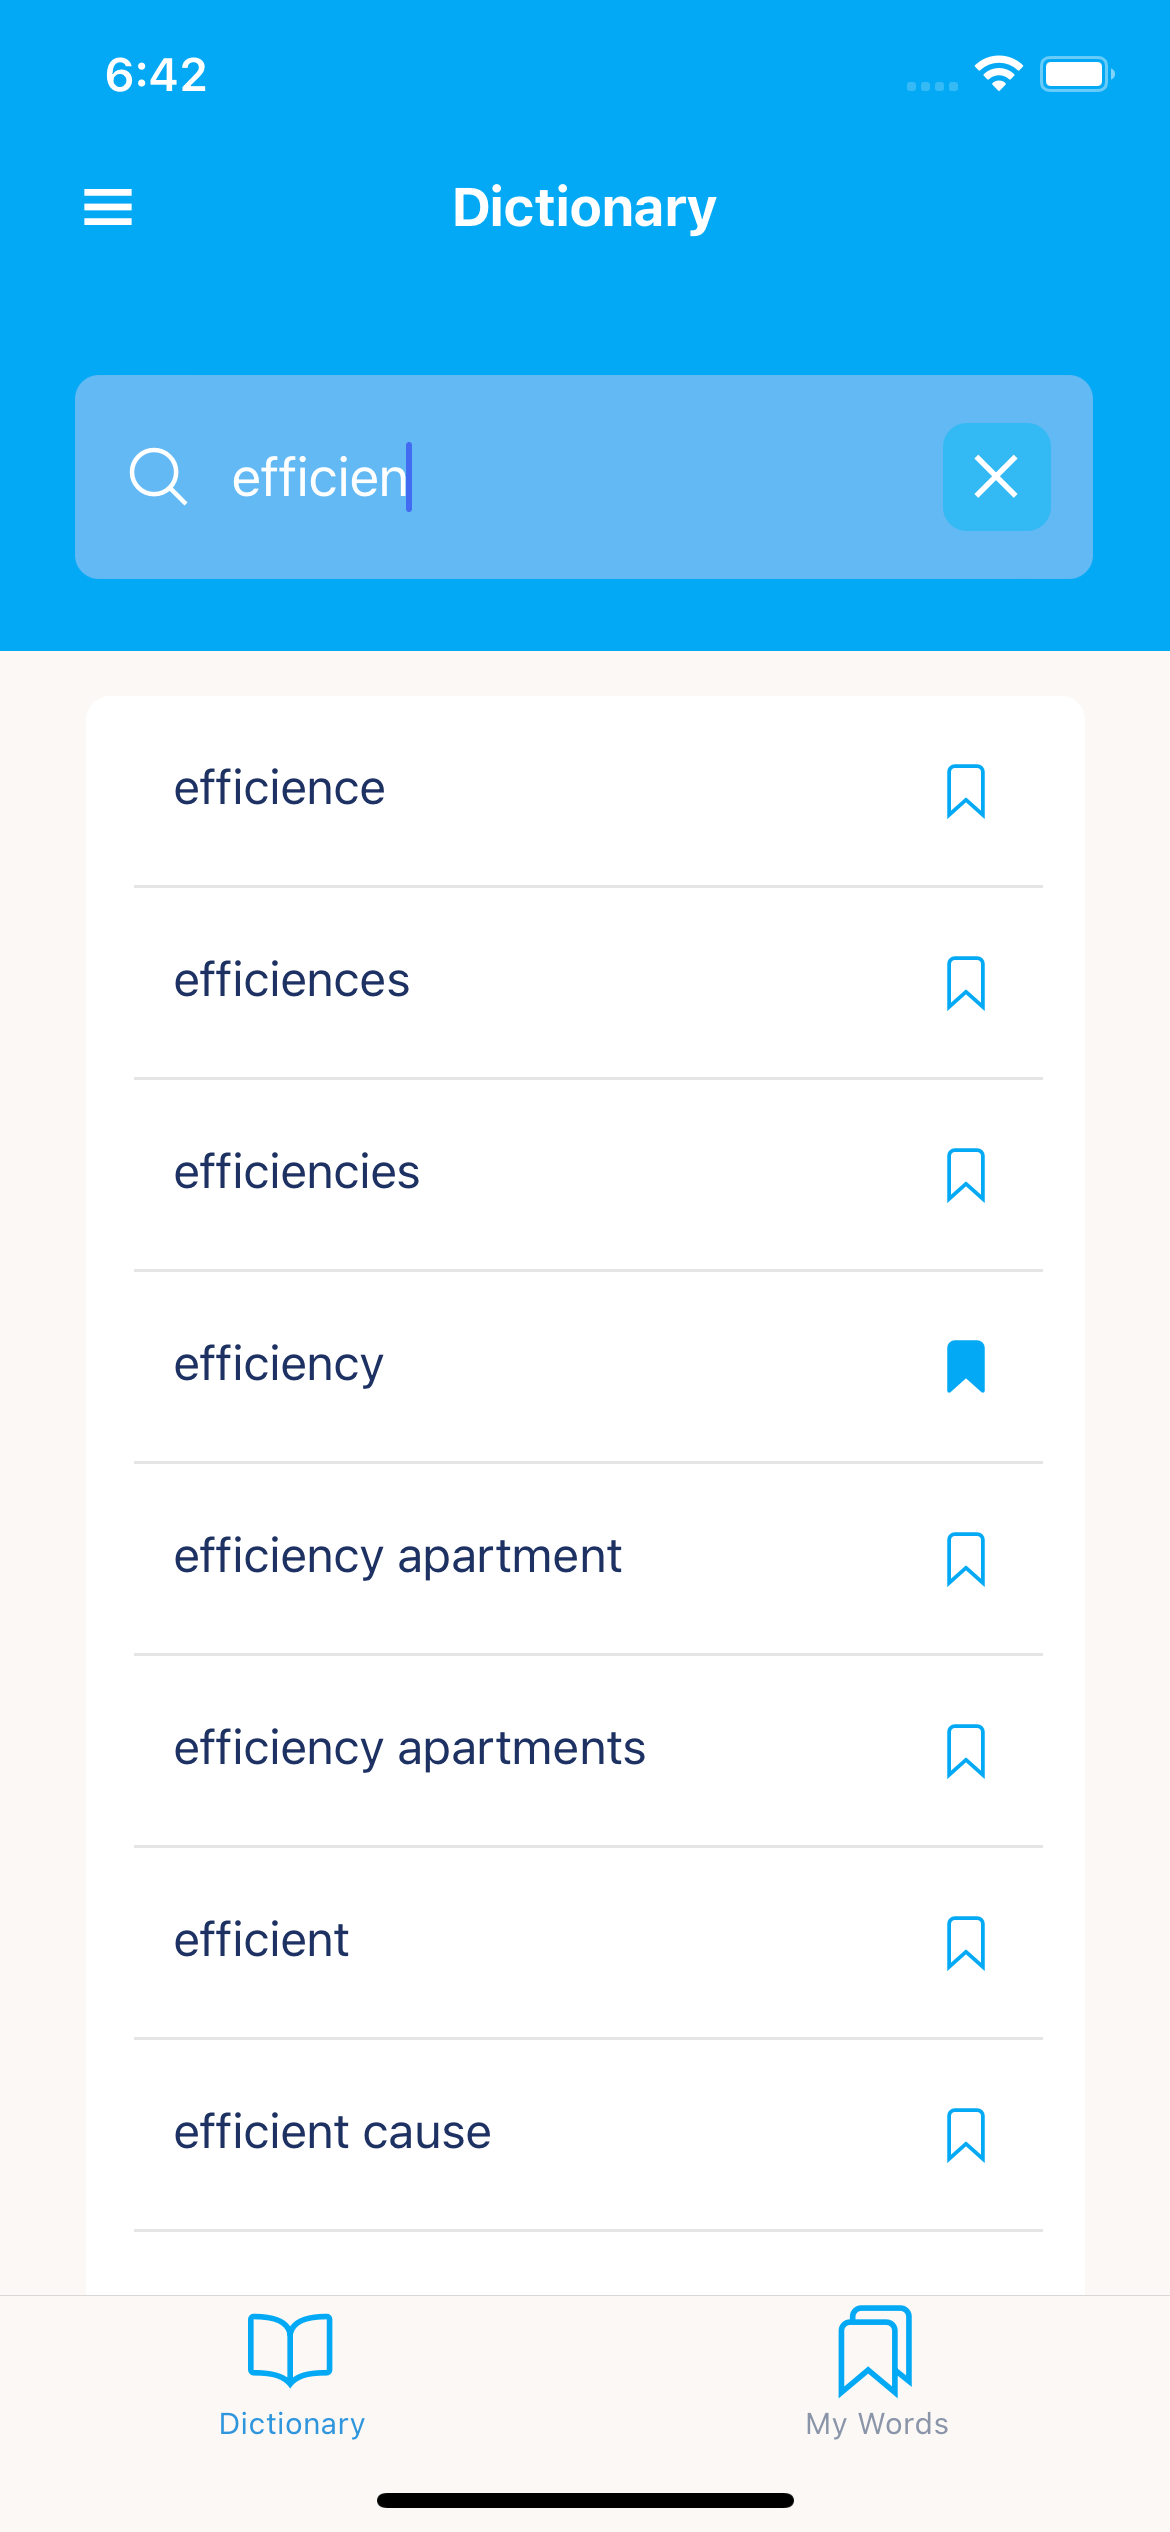 6:42
Dictionary
efficien
efficience
efficiences
efficiencies
efficiency
efficiency apartment
efficiency apartments
efficient
efficient cause
Dictionary
My Words